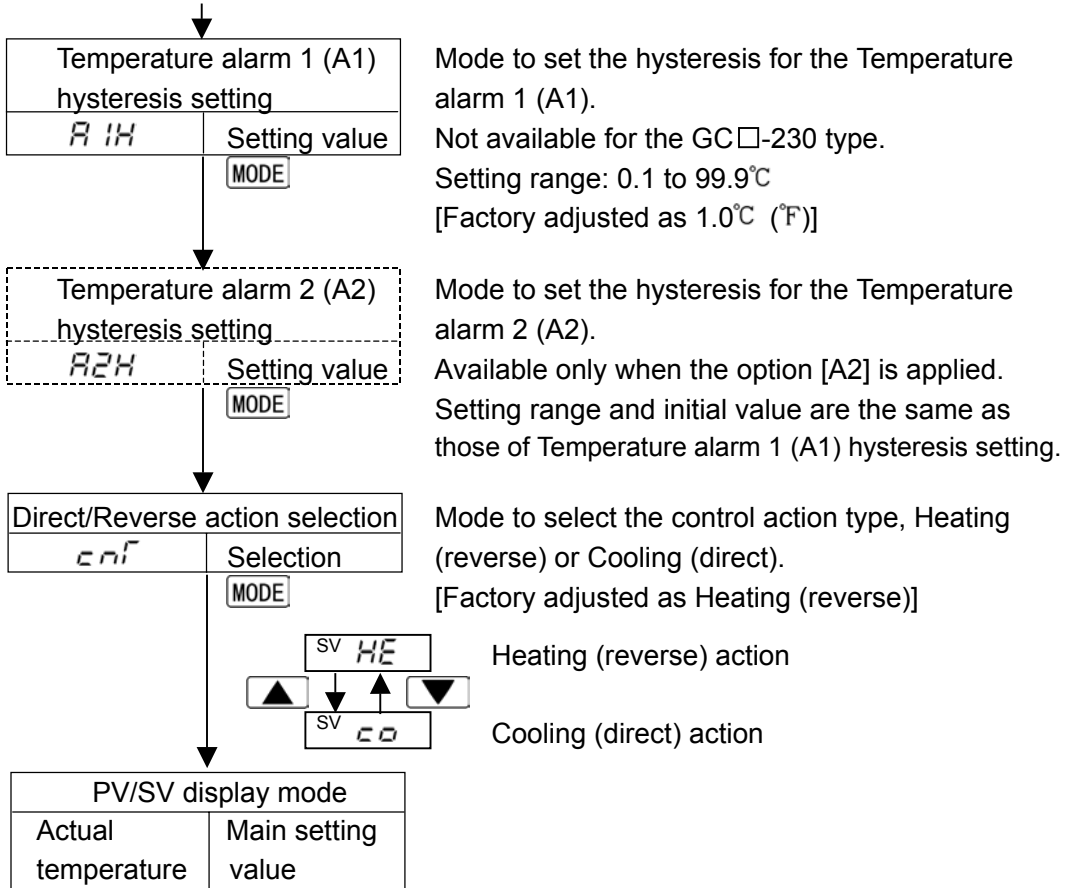 Temperature alarm 1 (A1)
hysteresis setting
A1H Setting value
MODE
Mode to set the hysteresis for the Temperature
alarm 1 (A1).
Not available for the GC□-230 type.
Setting range: 0.1 to 99.9℃
[Factory adjusted as 1.0℃ (℉)]
Temperature alarm 2 (A2)
hysteresis setting
A2H Setting value
MODE
Mode to set the hysteresis for the Temperature
alarm 2 (A2).
Available only when the option [A2] is applied.
Setting range and initial value are the same as
those of Temperature alarm 1 (A1) hysteresis setting.
Direct/Reverse action selection
cnT Selection
MODE
Mode to select the control action type, Heating
(reverse) or Cooling (direct).
[Factory adjusted as Heating (reverse)]
SV HE Heating (reverse) action
SV co Cooling (direct) action
PV/SV display mode
Actual Main setting
temperature value